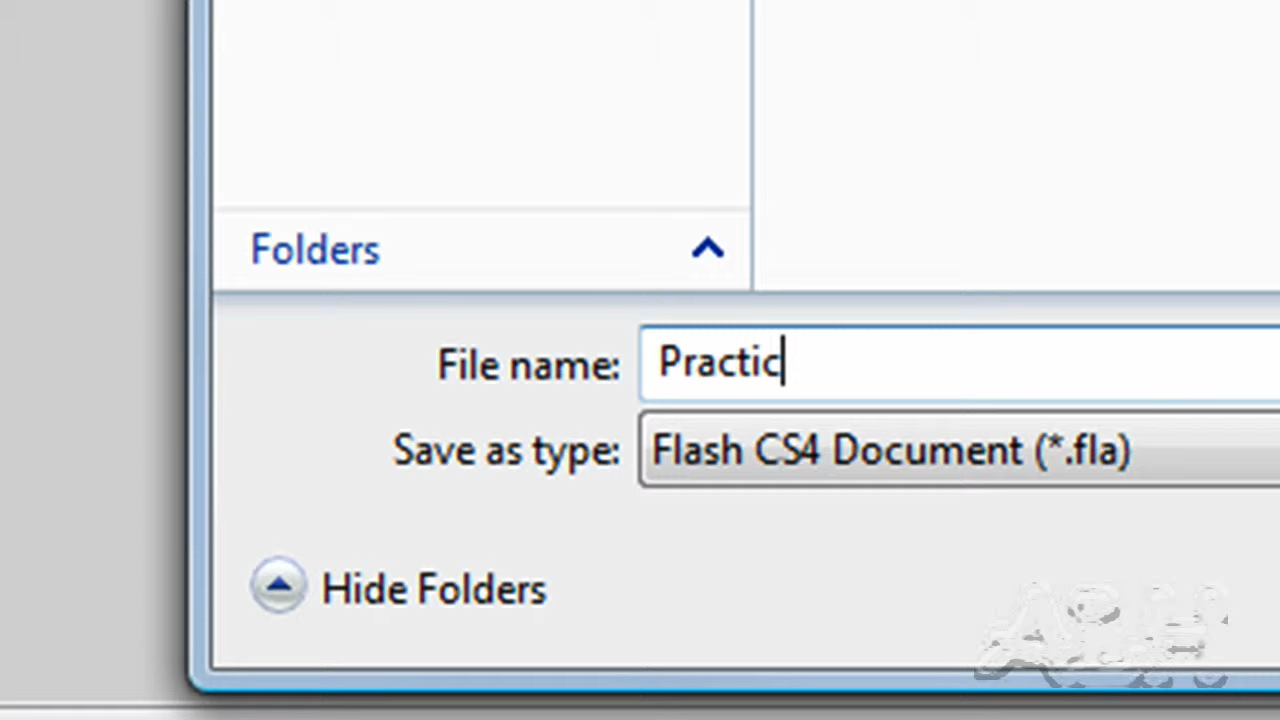 Folders
File name: Practic
Save as type: Flash CS4 Document (*.fla)
Hide Folders